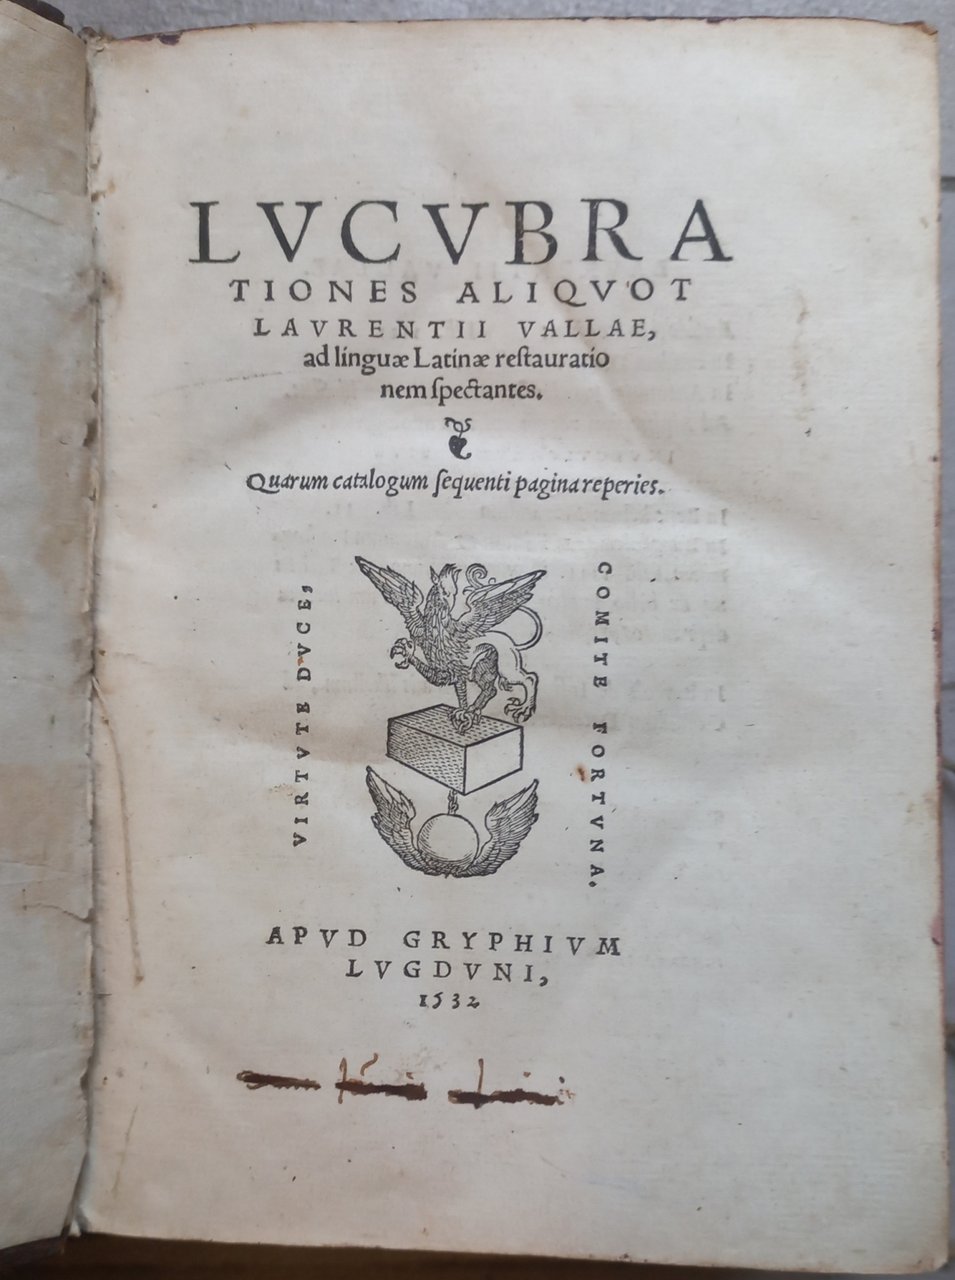 LVCVBRA
TIONES ALIQVOT
LAVRENTII VALLAE,
ad linguæ Latinæ reſtauratio
nem ſpectantes.
Quarum catalogum ſequenti pagina reperies.
VIRTVTE DVCE,
COMITE FORTVNA.
APVD GRYPHIVM
LVGDVNI,
1532